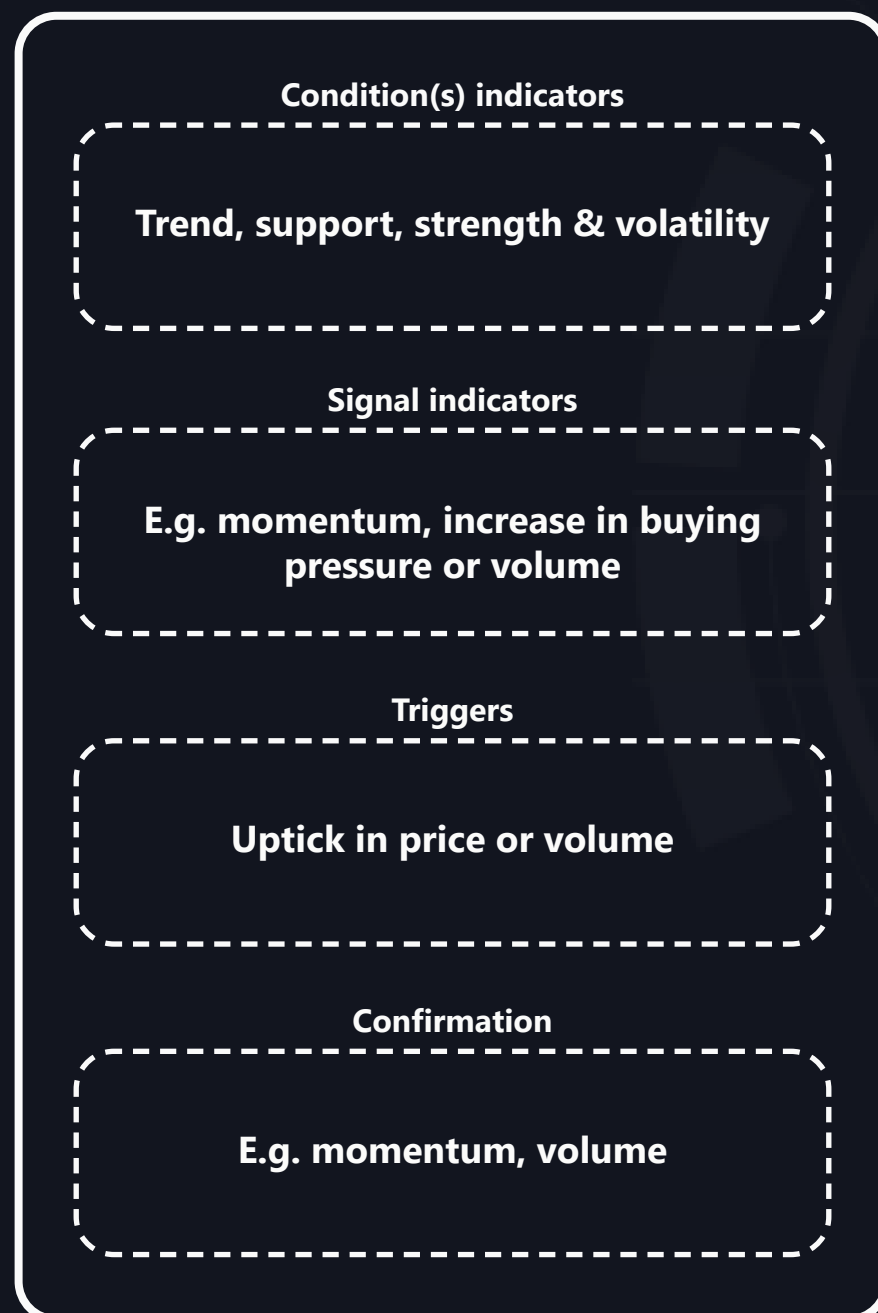 Condition(s) indicators
Trend, support, strength & volatility
Signal indicators
E.g. momentum, increase in buying
pressure or volume
Triggers
Uptick in price or volume
Confirmation
E.g. momentum, volume